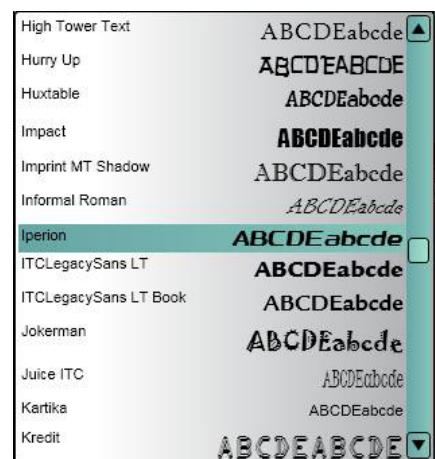 High Tower Text ABCDEabcde
Hurry Up ABCDEABCDE
Huxtable ABCDEabcde
Impact ABCDEabcde
Imprint MT Shadow ABCDEabcde
Informal Roman ABCDEabcde
Iperion ABCDEabcde
ITCLegacySans LT ABCDEabcde
ITCLegacySans LT Book ABCDEabcde
Jokerman ABCDEabcde
Juice ITC ABCDEabcde
Kartika ABCDEabcde
Kredit ABCDEABCDE